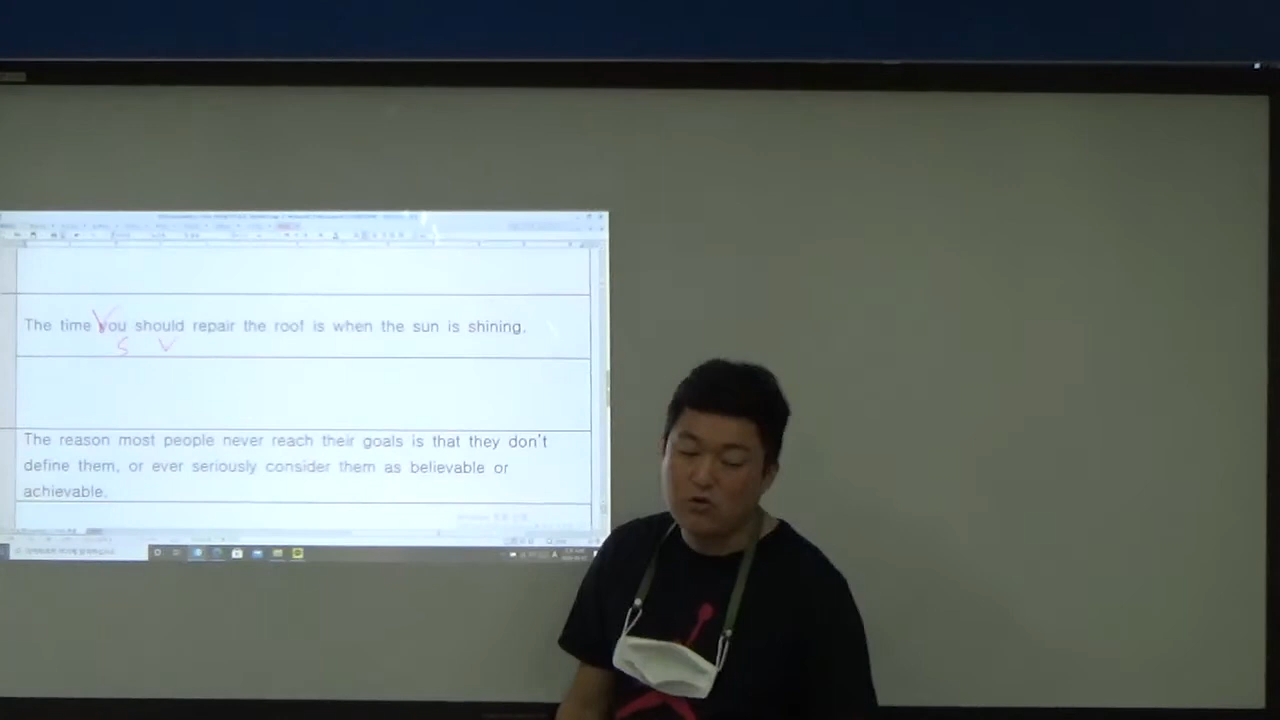 The time you should repair the roof is when the sun is shining.
S V
The reason most people never reach their goals is that they don't
define them, or ever seriously consider them as believable or
achievable.